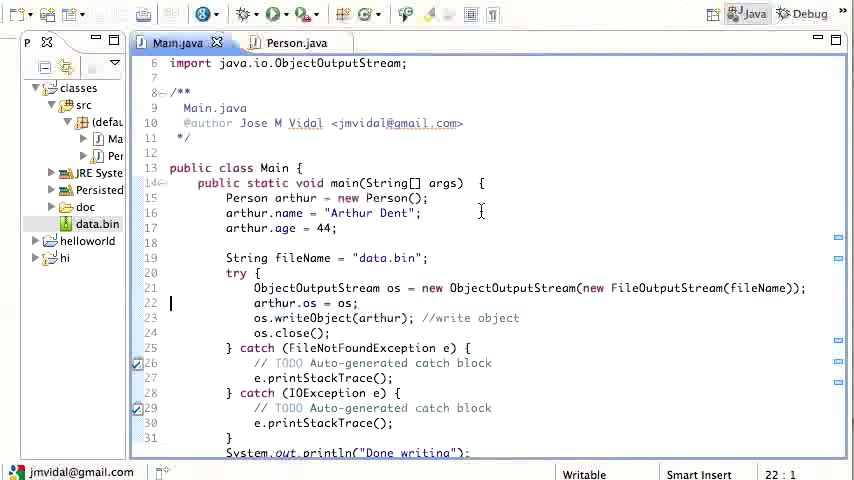 Java
Debug
P
Main.java
Person.java
classes
src
(defau
Ma
Per
JRE Syster
Persisted
doc
data.bin
helloworld
hi
6 import java.io.ObjectOutputStream;
7
8 /**
9 Main.java
10 @author Jose M Vidal <jmvidal@gmail.com>
11 */
12
13 public class Main {
14 public static void main(String[] args) {
15 Person arthur = new Person();
16 arthur.name = "Arthur Dent";
17 arthur.age = 44;
18
19 String fileName = "data.bin";
20 try {
21 ObjectOutputStream os = new ObjectOutputStream(new FileOutputStream(fileName));
22 arthur.os = os;
23 os.writeObject(arthur); //write object
24 os.close();
25 } catch (FileNotFoundException e) {
26 // TODO Auto-generated catch block
27 e.printStackTrace();
28 } catch (IOException e) {
29 // TODO Auto-generated catch block
30 e.printStackTrace();
31 }
System.out.println("Done writing");
jmvidal@gmail.com
Writable
Smart Insert
22 : 1